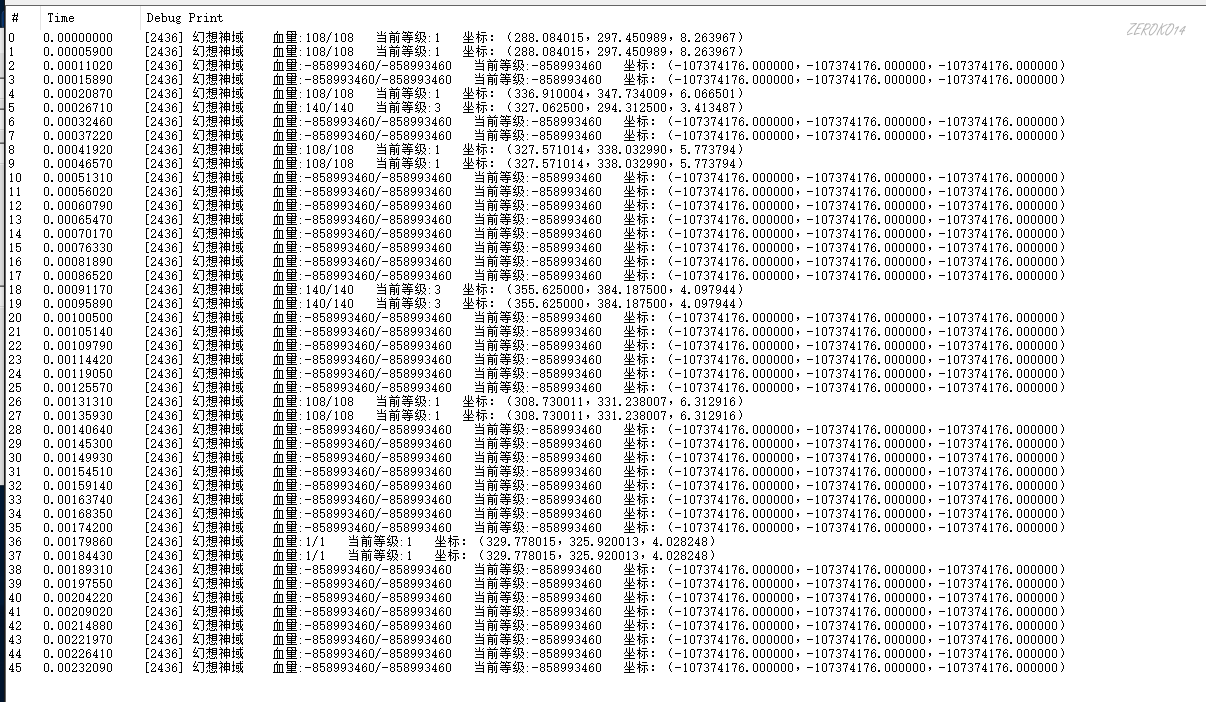 # Time Debug Print
ZEROKO14
0 0.00000000 [2436] 幻想神域 血量:108/108 当前等级:1 坐标: (288.084015, 297.450989, 8.263967)
1 0.00005900 [2436] 幻想神域 血量:108/108 当前等级:1 坐标: (288.084015, 297.450989, 8.263967)
2 0.00011020 [2436] 幻想神域 血量:-858993460/-858993460 当前等级:-858993460 坐标: (-107374176.000000, -107374176.000000, -107374176.000000)
3 0.00015890 [2436] 幻想神域 血量:-858993460/-858993460 当前等级:-858993460 坐标: (-107374176.000000, -107374176.000000, -107374176.000000)
4 0.00020870 [2436] 幻想神域 血量:108/108 当前等级:1 坐标: (336.910004, 347.734009, 6.066501)
5 0.00026710 [2436] 幻想神域 血量:140/140 当前等级:3 坐标: (327.062500, 294.312500, 3.413487)
6 0.00032460 [2436] 幻想神域 血量:-858993460/-858993460 当前等级:-858993460 坐标: (-107374176.000000, -107374176.000000, -107374176.000000)
7 0.00037220 [2436] 幻想神域 血量:-858993460/-858993460 当前等级:-858993460 坐标: (-107374176.000000, -107374176.000000, -107374176.000000)
8 0.00041920 [2436] 幻想神域 血量:108/108 当前等级:1 坐标: (327.571014, 338.032990, 5.773794)
9 0.00046570 [2436] 幻想神域 血量:108/108 当前等级:1 坐标: (327.571014, 338.032990, 5.773794)
10 0.00051310 [2436] 幻想神域 血量:-858993460/-858993460 当前等级:-858993460 坐标: (-107374176.000000, -107374176.000000, -107374176.000000)
11 0.00056020 [2436] 幻想神域 血量:-858993460/-858993460 当前等级:-858993460 坐标: (-107374176.000000, -107374176.000000, -107374176.000000)
12 0.00060790 [2436] 幻想神域 血量:-858993460/-858993460 当前等级:-858993460 坐标: (-107374176.000000, -107374176.000000, -107374176.000000)
13 0.00065470 [2436] 幻想神域 血量:-858993460/-858993460 当前等级:-858993460 坐标: (-107374176.000000, -107374176.000000, -107374176.000000)
14 0.00070170 [2436] 幻想神域 血量:-858993460/-858993460 当前等级:-858993460 坐标: (-107374176.000000, -107374176.000000, -107374176.000000)
15 0.00076330 [2436] 幻想神域 血量:-858993460/-858993460 当前等级:-858993460 坐标: (-107374176.000000, -107374176.000000, -107374176.000000)
16 0.00081890 [2436] 幻想神域 血量:-858993460/-858993460 当前等级:-858993460 坐标: (-107374176.000000, -107374176.000000, -107374176.000000)
17 0.00086520 [2436] 幻想神域 血量:-858993460/-858993460 当前等级:-858993460 坐标: (-107374176.000000, -107374176.000000, -107374176.000000)
18 0.00091170 [2436] 幻想神域 血量:140/140 当前等级:3 坐标: (355.625000, 384.187500, 4.097944)
19 0.00095890 [2436] 幻想神域 血量:140/140 当前等级:3 坐标: (355.625000, 384.187500, 4.097944)
20 0.00100500 [2436] 幻想神域 血量:-858993460/-858993460 当前等级:-858993460 坐标: (-107374176.000000, -107374176.000000, -107374176.000000)
21 0.00105140 [2436] 幻想神域 血量:-858993460/-858993460 当前等级:-858993460 坐标: (-107374176.000000, -107374176.000000, -107374176.000000)
22 0.00109790 [2436] 幻想神域 血量:-858993460/-858993460 当前等级:-858993460 坐标: (-107374176.000000, -107374176.000000, -107374176.000000)
23 0.00114420 [2436] 幻想神域 血量:-858993460/-858993460 当前等级:-858993460 坐标: (-107374176.000000, -107374176.000000, -107374176.000000)
24 0.00119050 [2436] 幻想神域 血量:-858993460/-858993460 当前等级:-858993460 坐标: (-107374176.000000, -107374176.000000, -107374176.000000)
25 0.00125570 [2436] 幻想神域 血量:-858993460/-858993460 当前等级:-858993460 坐标: (-107374176.000000, -107374176.000000, -107374176.000000)
26 0.00131310 [2436] 幻想神域 血量:108/108 当前等级:1 坐标: (308.730011, 331.238007, 6.312916)
27 0.00135930 [2436] 幻想神域 血量:108/108 当前等级:1 坐标: (308.730011, 331.238007, 6.312916)
28 0.00140640 [2436] 幻想神域 血量:-858993460/-858993460 当前等级:-858993460 坐标: (-107374176.000000, -107374176.000000, -107374176.000000)
29 0.00145300 [2436] 幻想神域 血量:-858993460/-858993460 当前等级:-858993460 坐标: (-107374176.000000, -107374176.000000, -107374176.000000)
30 0.00149930 [2436] 幻想神域 血量:-858993460/-858993460 当前等级:-858993460 坐标: (-107374176.000000, -107374176.000000, -107374176.000000)
31 0.00154510 [2436] 幻想神域 血量:-858993460/-858993460 当前等级:-858993460 坐标: (-107374176.000000, -107374176.000000, -107374176.000000)
32 0.00159140 [2436] 幻想神域 血量:-858993460/-858993460 当前等级:-858993460 坐标: (-107374176.000000, -107374176.000000, -107374176.000000)
33 0.00163740 [2436] 幻想神域 血量:-858993460/-858993460 当前等级:-858993460 坐标: (-107374176.000000, -107374176.000000, -107374176.000000)
34 0.00168350 [2436] 幻想神域 血量:-858993460/-858993460 当前等级:-858993460 坐标: (-107374176.000000, -107374176.000000, -107374176.000000)
35 0.00174200 [2436] 幻想神域 血量:-858993460/-858993460 当前等级:-858993460 坐标: (-107374176.000000, -107374176.000000, -107374176.000000)
36 0.00179860 [2436] 幻想神域 血量:1/1 当前等级:1 坐标: (329.778015, 325.920013, 4.028248)
37 0.00184430 [2436] 幻想神域 血量:1/1 当前等级:1 坐标: (329.778015, 325.920013, 4.028248)
38 0.00189310 [2436] 幻想神域 血量:-858993460/-858993460 当前等级:-858993460 坐标: (-107374176.000000, -107374176.000000, -107374176.000000)
39 0.00197550 [2436] 幻想神域 血量:-858993460/-858993460 当前等级:-858993460 坐标: (-107374176.000000, -107374176.000000, -107374176.000000)
40 0.00204220 [2436] 幻想神域 血量:-858993460/-858993460 当前等级:-858993460 坐标: (-107374176.000000, -107374176.000000, -107374176.000000)
41 0.00209020 [2436] 幻想神域 血量:-858993460/-858993460 当前等级:-858993460 坐标: (-107374176.000000, -107374176.000000, -107374176.000000)
42 0.00214880 [2436] 幻想神域 血量:-858993460/-858993460 当前等级:-858993460 坐标: (-107374176.000000, -107374176.000000, -107374176.000000)
43 0.00221970 [2436] 幻想神域 血量:-858993460/-858993460 当前等级:-858993460 坐标: (-107374176.000000, -107374176.000000, -107374176.000000)
44 0.00226410 [2436] 幻想神域 血量:-858993460/-858993460 当前等级:-858993460 坐标: (-107374176.000000, -107374176.000000, -107374176.000000)
45 0.00232090 [2436] 幻想神域 血量:-858993460/-858993460 当前等级:-858993460 坐标: (-107374176.000000, -107374176.000000, -107374176.000000)